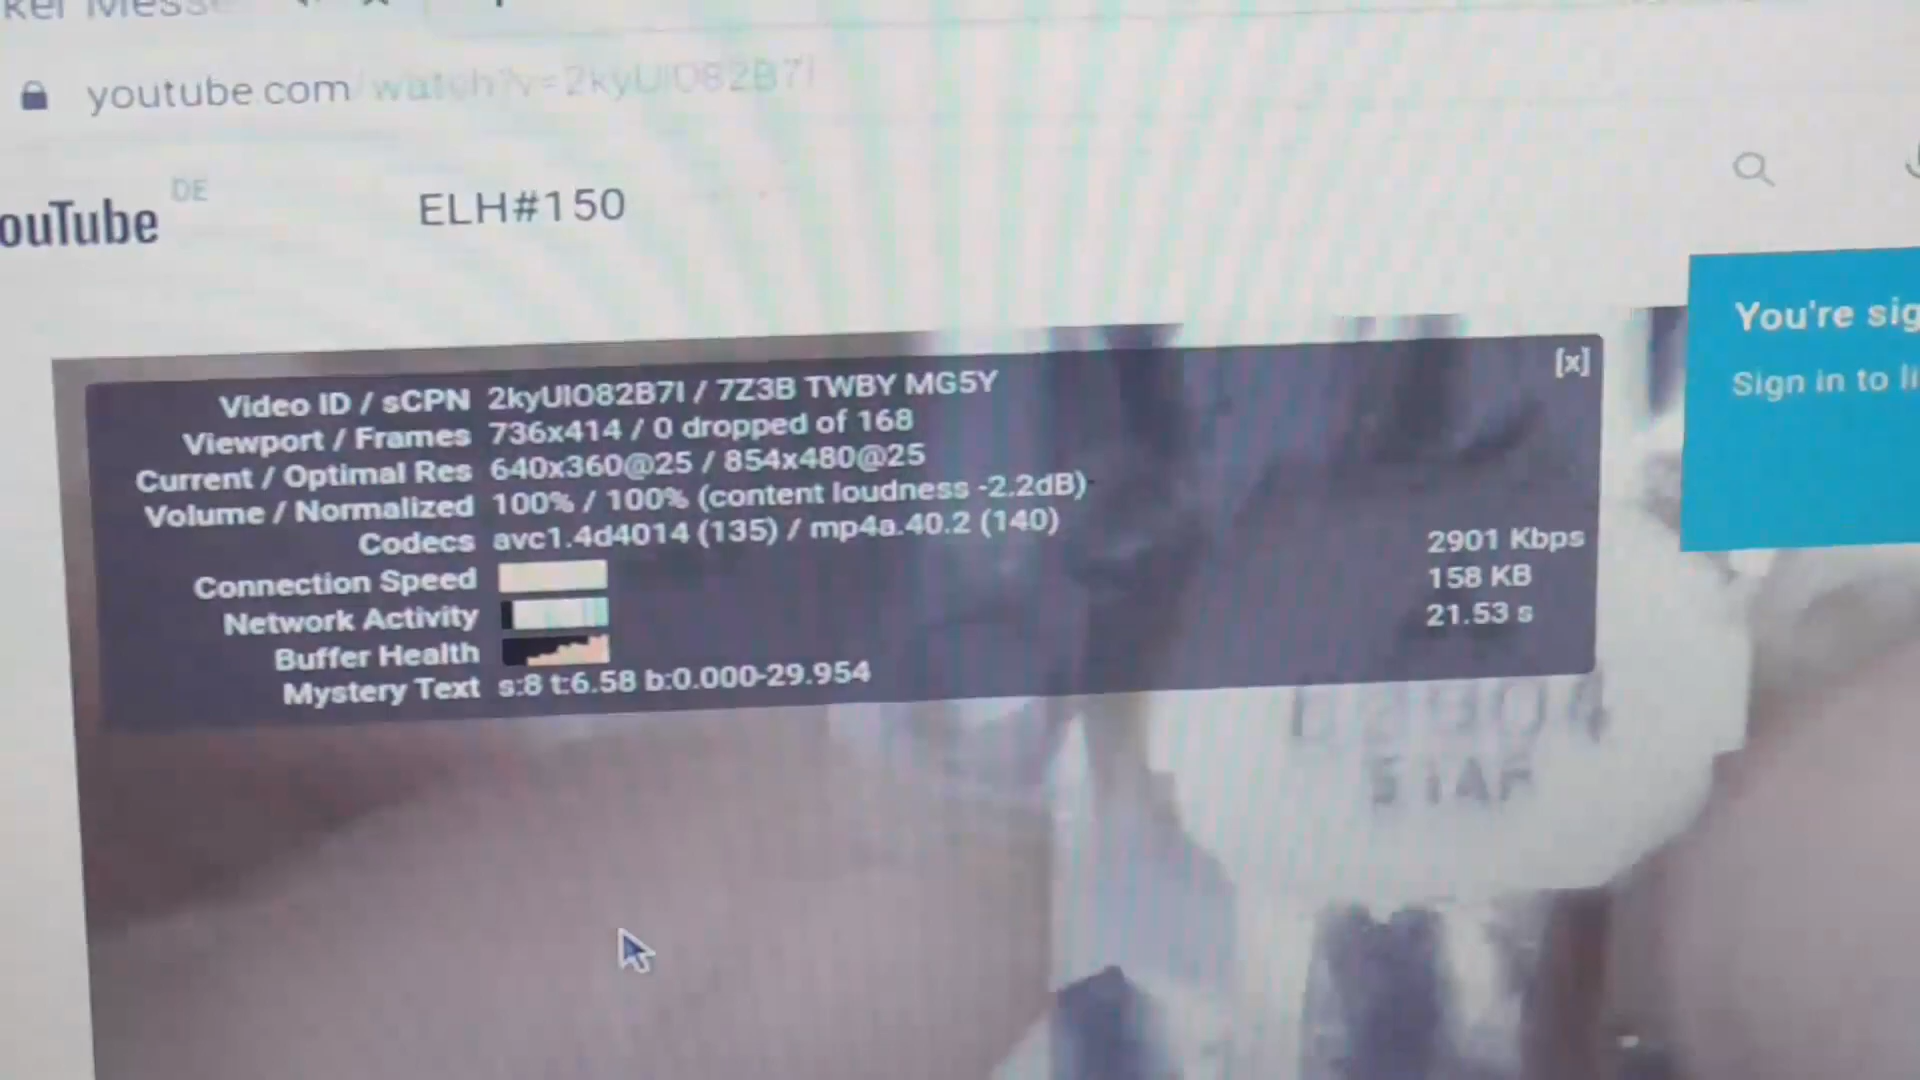 youtube.com/watch?v=2kyUIO82B7I
ouTube DE
ELH#150
You're sig
Sign in to li
[x]
Video ID / sCPN 2kyUIO82B7I / 7Z3B TWBY MG5Y
Viewport / Frames 736x414 / 0 dropped of 168
Current / Optimal Res 640x360@25 / 854x480@25
Volume / Normalized 100% / 100% (content loudness -2.2dB)
Codecs avc1.4d4014 (135) / mp4a.40.2 (140)
Connection Speed 2901 Kbps
Network Activity 158 KB
Buffer Health 21.53 s
Mystery Text s:8 t:6.58 b:0.000-29.954